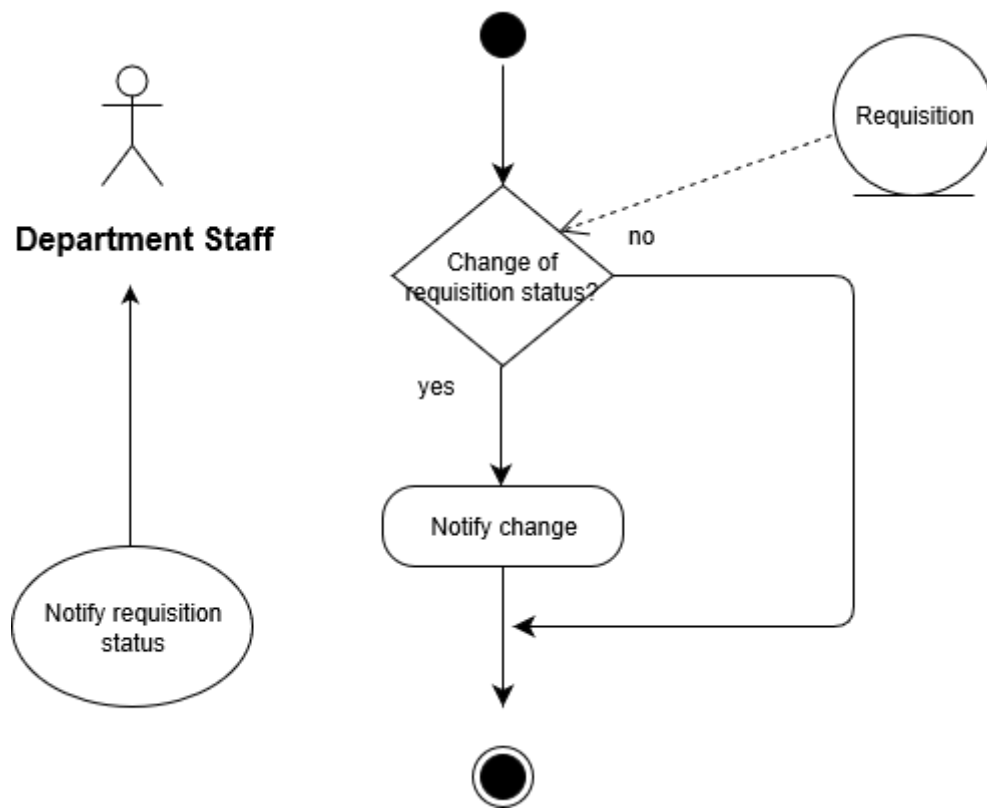 Requisition
Department Staff
no
Change of
requisition status?
yes
Notify change
Notify requisition
status